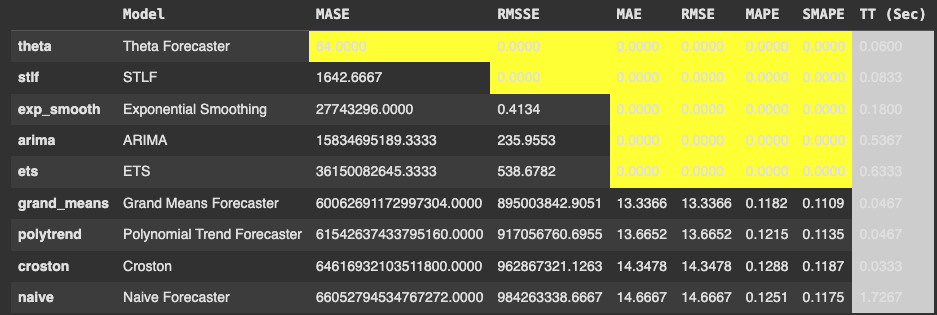 Model MASE RMSSE MAE RMSE MAPE SMAPE TT (Sec)
theta Theta Forecaster 64.0000 0.0000 0.0000 0.0000 0.0000 0.0000 0.0600
stlf STLF 1642.6667 0.0000 0.0000 0.0000 0.0000 0.0000 0.0833
exp_smooth Exponential Smoothing 27743296.0000 0.4134 0.0000 0.0000 0.0000 0.0000 0.1800
arima ARIMA 15834695189.3333 235.9553 0.0000 0.0000 0.0000 0.0000 0.5367
ets ETS 36150082645.3333 538.6782 0.0000 0.0000 0.0000 0.0000 0.6333
grand_means Grand Means Forecaster 60062691172997304.0000 895003842.9051 13.3366 13.3366 0.1182 0.1109 0.0467
polytrend Polynomial Trend Forecaster 61542637433795160.0000 917056760.6955 13.6652 13.6652 0.1215 0.1135 0.0467
croston Croston 64616932103511800.0000 962867321.1263 14.3478 14.3478 0.1288 0.1187 0.0333
naive Naive Forecaster 66052794534767272.0000 984263338.6667 14.6667 14.6667 0.1251 0.1175 1.7267